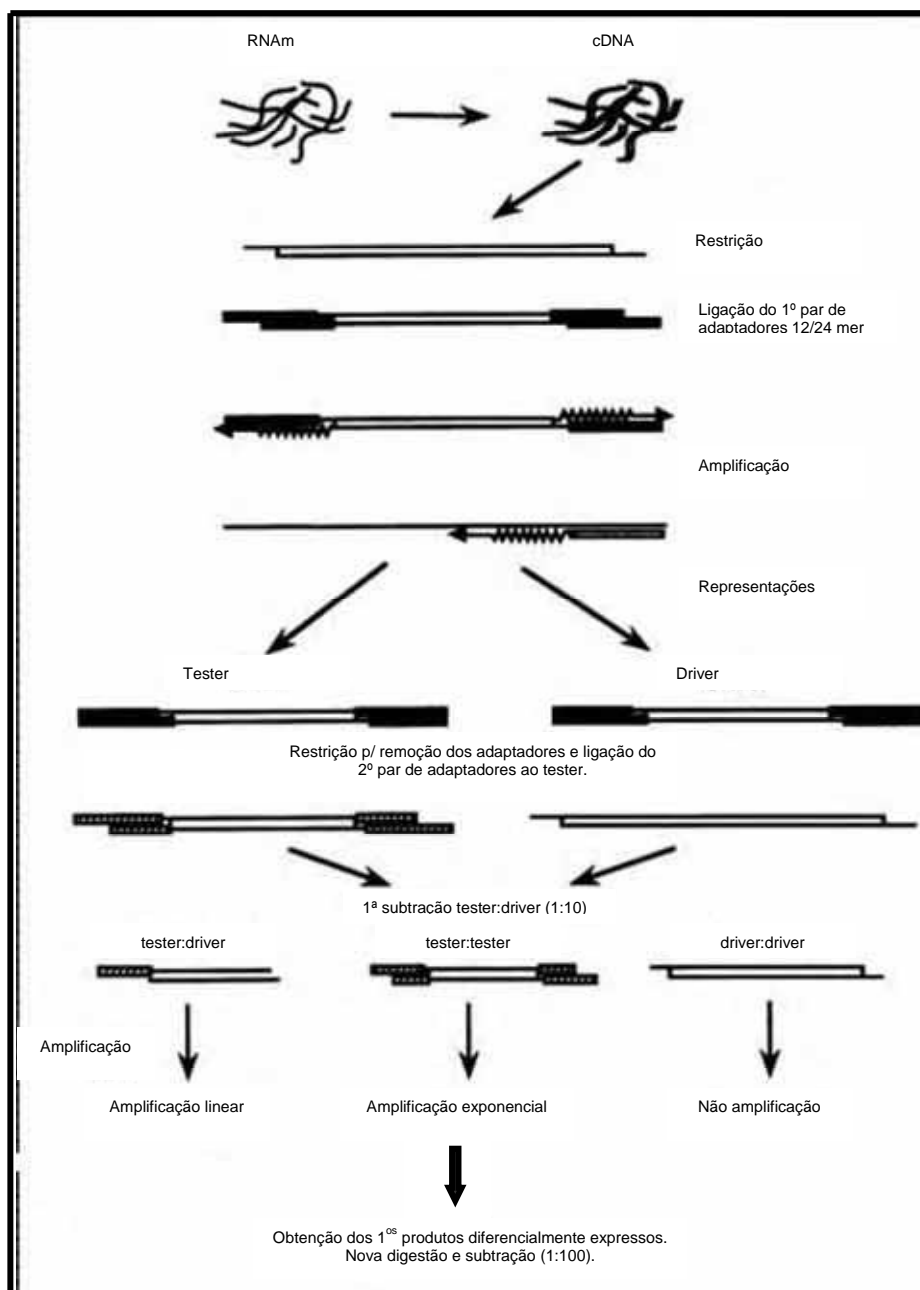 RNAm
cDNA
Restrição
Ligação do 1º par de
adaptadores 12/24 mer
Amplificação
Representações
Tester
Driver
Restrição p/ remoção dos adaptadores e ligação do
2º par de adaptadores ao tester.
1ª subtração tester:driver (1:10)
tester:driver
tester:tester
driver:driver
Amplificação
Amplificação linear
Amplificação exponencial
Não amplificação
Obtenção dos 1os produtos diferencialmente expressos.
Nova digestão e subtração (1:100).